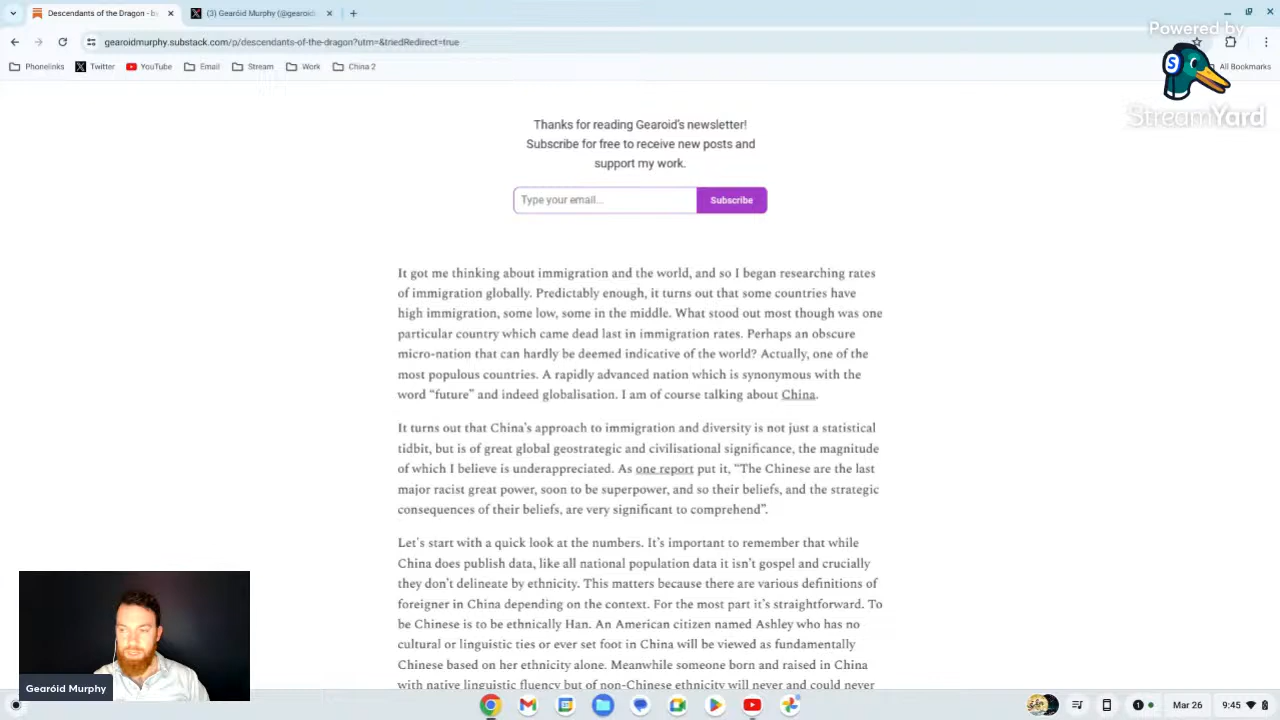 Descendants of the Dragon - b
(3) Gearóid Murphy (@gearoid
gearoidmurphy.substack.com/p/descendants-of-the-dragon?utm=&triedRedirect=true
Phonelinks
Twitter
YouTube
Email
Stream
Work
China 2
All Bookmarks
Powered by
StreamYard
Thanks for reading Gearoid's newsletter!
Subscribe for free to receive new posts and
support my work.
Type your email...
Subscribe
It got me thinking about immigration and the world, and so I began researching rates
of immigration globally. Predictably enough, it turns out that some countries have
high immigration, some low, some in the middle. What stood out most though was one
particular country which came dead last in immigration rates. Perhaps an obscure
micro-nation that can hardly be deemed indicative of the world? Actually, one of the
most populous countries. A rapidly advanced nation which is synonymous with the
word “future” and indeed globalisation. I am of course talking about China.
It turns out that China’s approach to immigration and diversity is not just a statistical
tidbit, but is of great global geostrategic and civilisational significance, the magnitude
of which I believe is underappreciated. As one report put it, “The Chinese are the last
major racist great power, soon to be superpower, and so their beliefs, and the strategic
consequences of their beliefs, are very significant to comprehend”.
Let’s start with a quick look at the numbers. It’s important to remember that while
China does publish data, like all national population data it isn’t gospel and crucially
they don’t delineate by ethnicity. This matters because there are various definitions of
foreigner in China depending on the context. For the most part it’s straightforward. To
be Chinese is to be ethnically Han. An American citizen named Ashley who has no
cultural or linguistic ties or ever set foot in China will be viewed as fundamentally
Chinese based on her ethnicity alone. Meanwhile someone born and raised in China
with native linguistic fluency but of non-Chinese ethnicity will never and could never
Gearóid Murphy
Mar 26
9:45